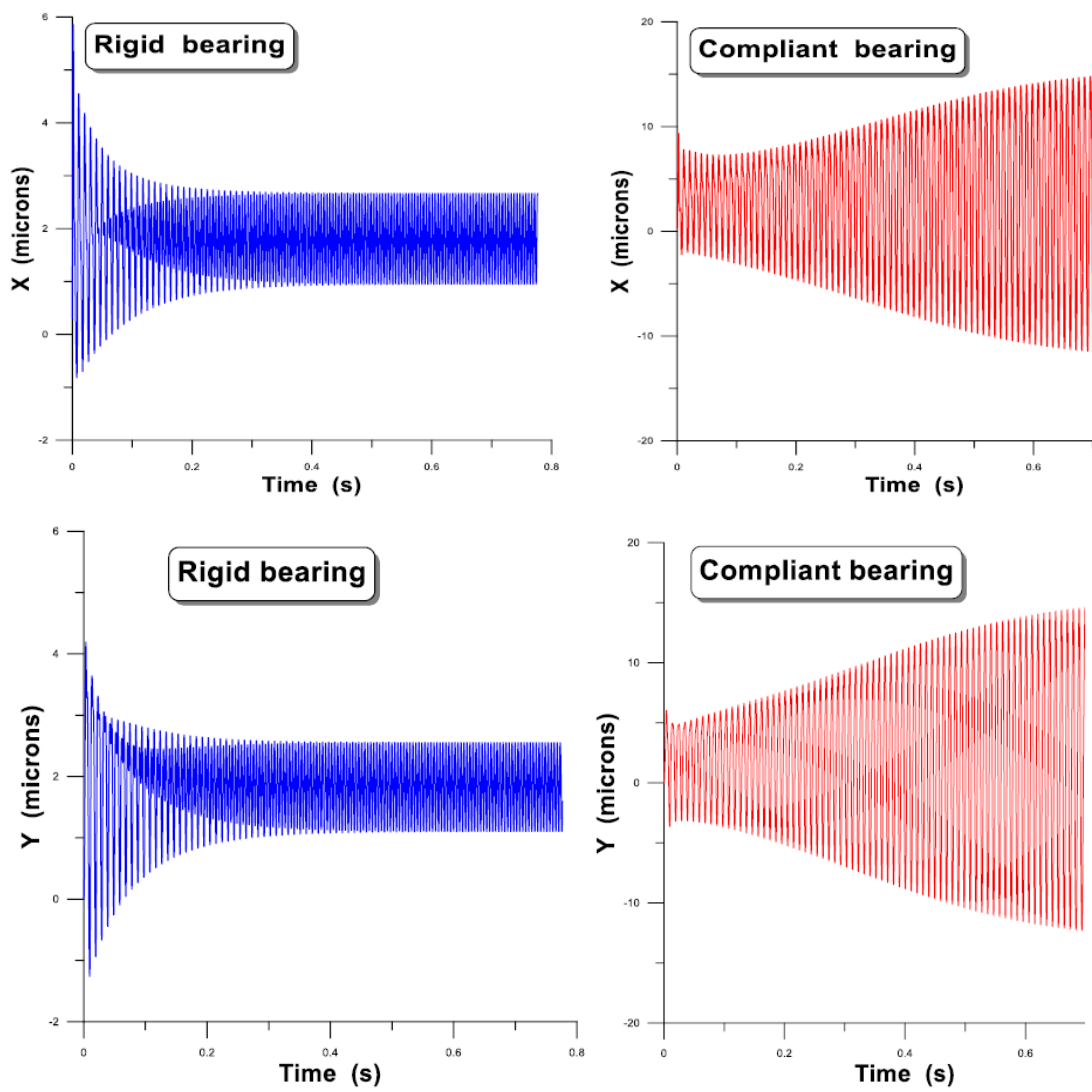 Rigid bearing
6
4
2
0
-2
X (microns)
0 0.2 0.4 0.6 0.8
Time (s)
Compliant bearing
20
10
0
-10
-20
X (microns)
0 0.2 0.4 0.6
Time (s)
Rigid bearing
6
4
2
0
-2
Y (microns)
0 0.2 0.4 0.6 0.8
Time (s)
Compliant bearing
20
10
0
-10
-20
Y (microns)
0 0.2 0.4 0.6
Time (s)